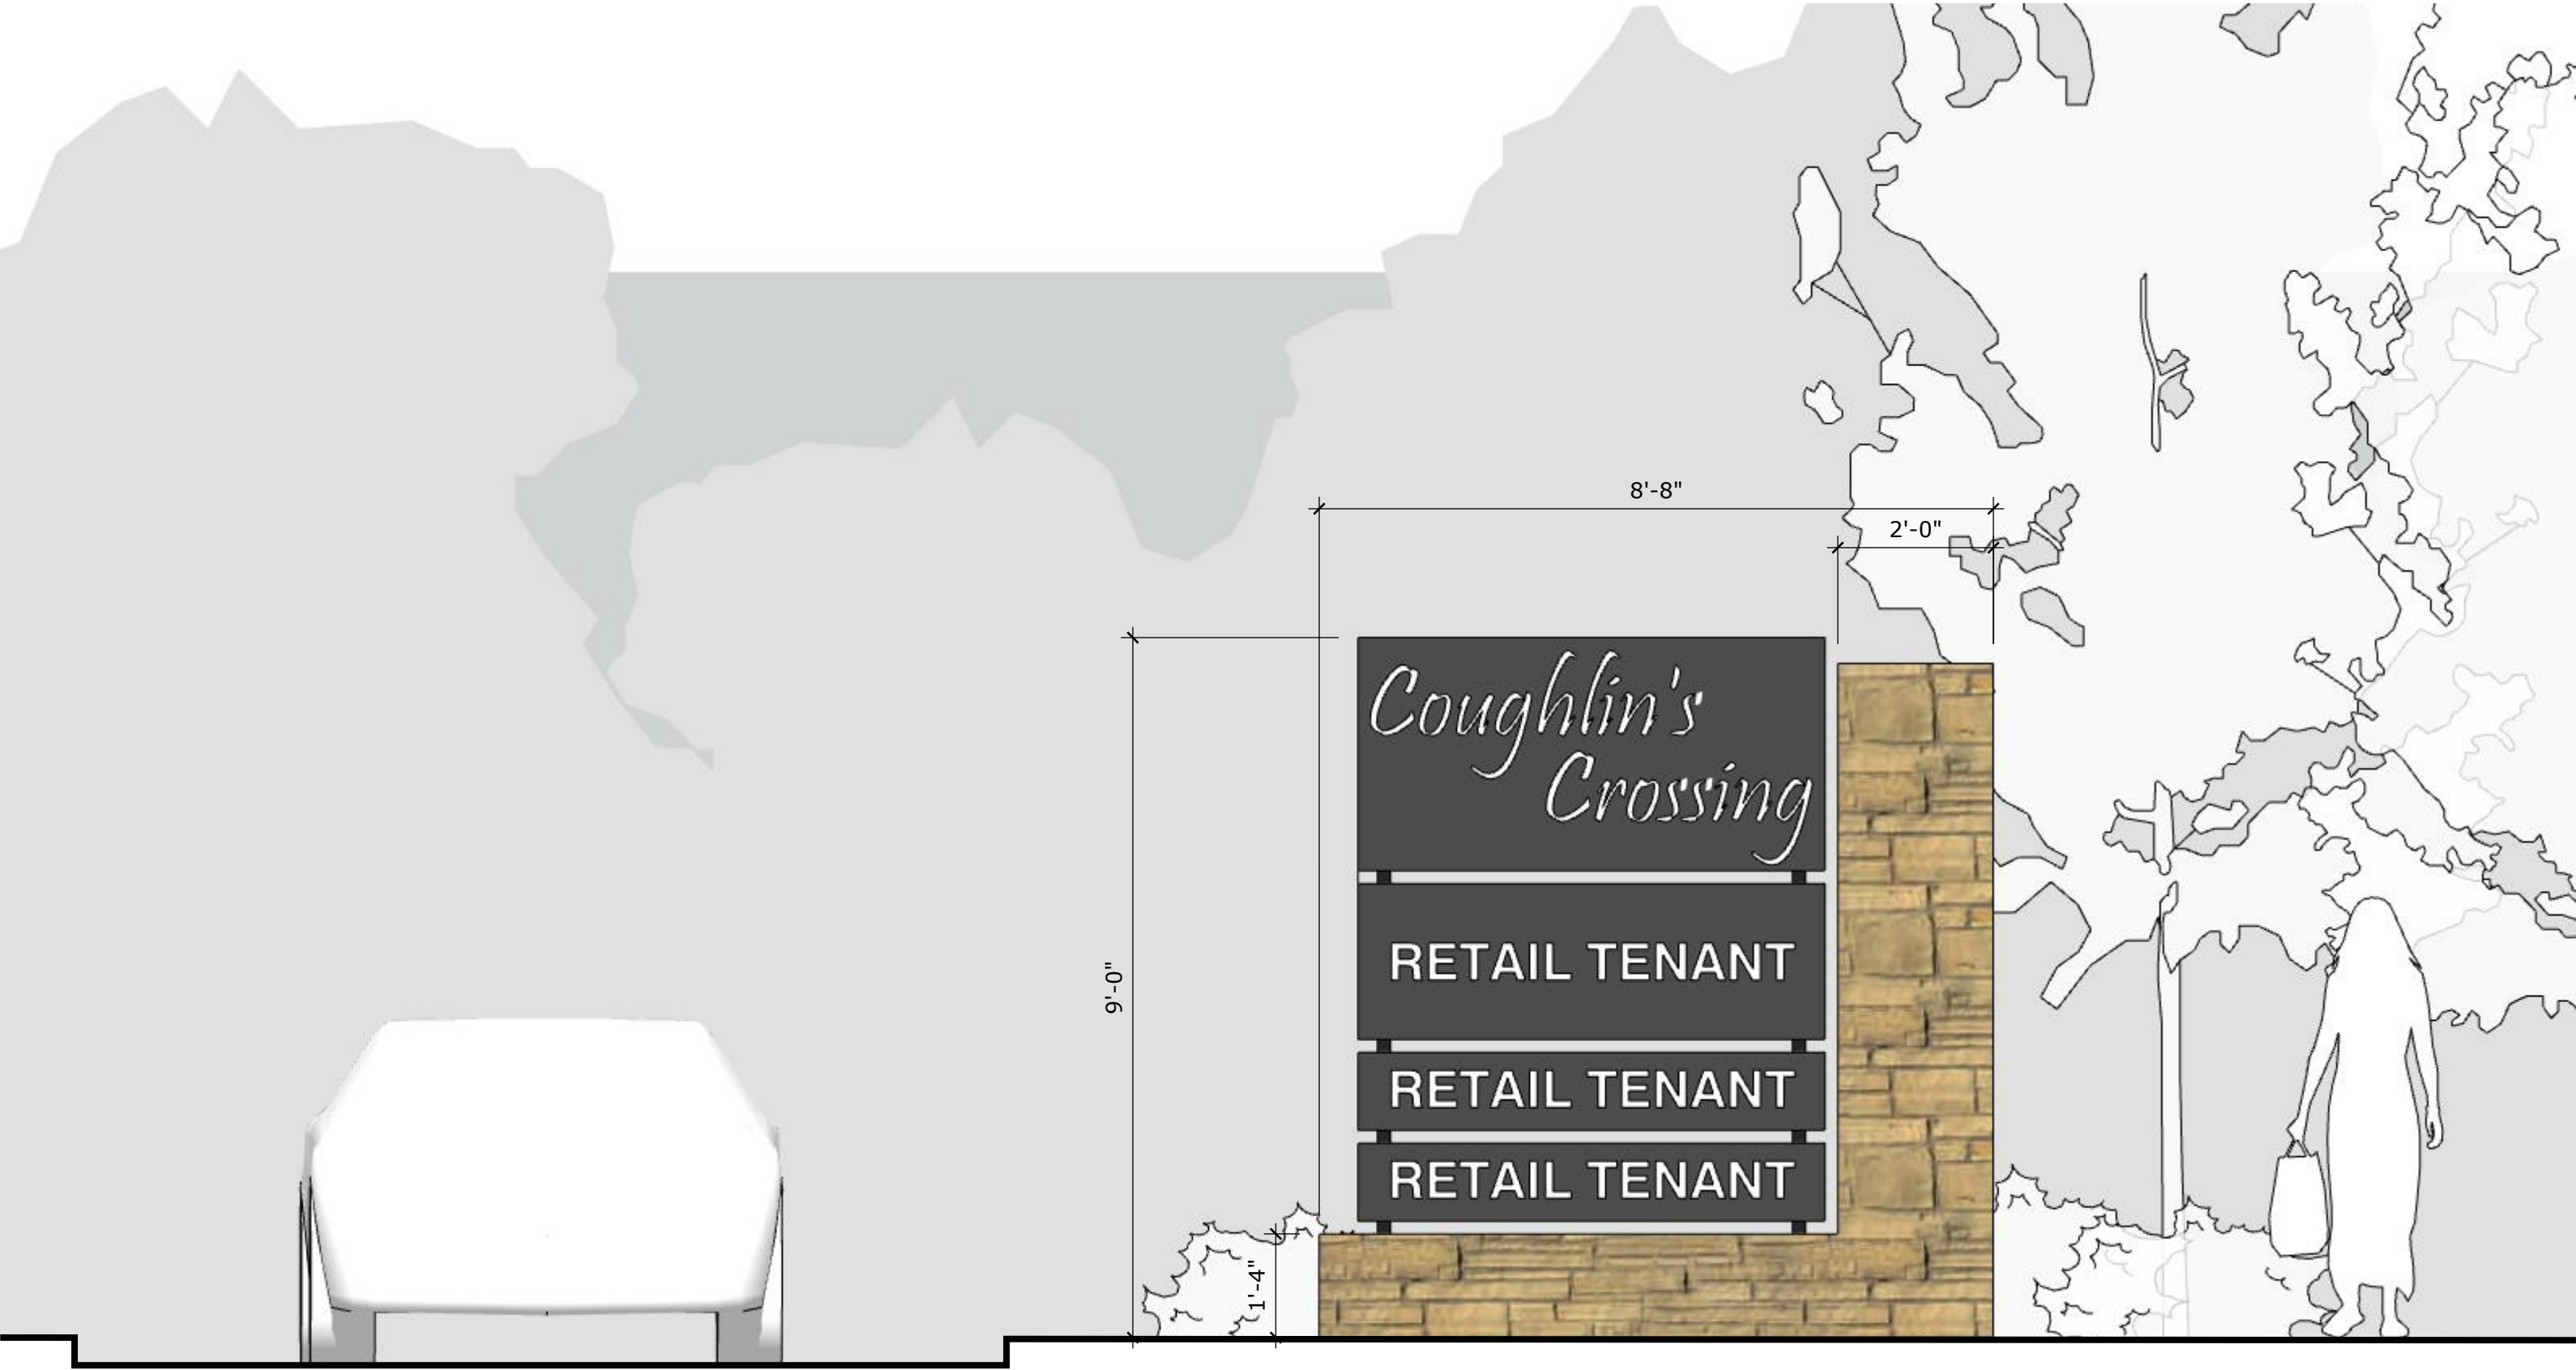 8'-8"
2'-0"
Coughlin's
Crossing
RETAIL TENANT
9'-0"
RETAIL TENANT
RETAIL TENANT
1'-4"